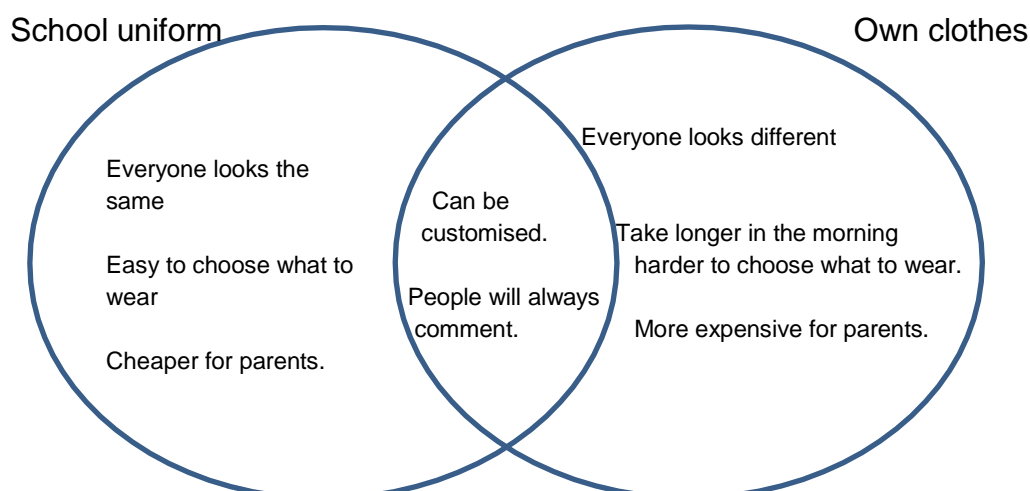 School uniform
Own clothes
Everyone looks the
same
Easy to choose what to
wear
Cheaper for parents.
Can be
customised.
People will always
comment.
Everyone looks different
Take longer in the morning
harder to choose what to wear.
More expensive for parents.